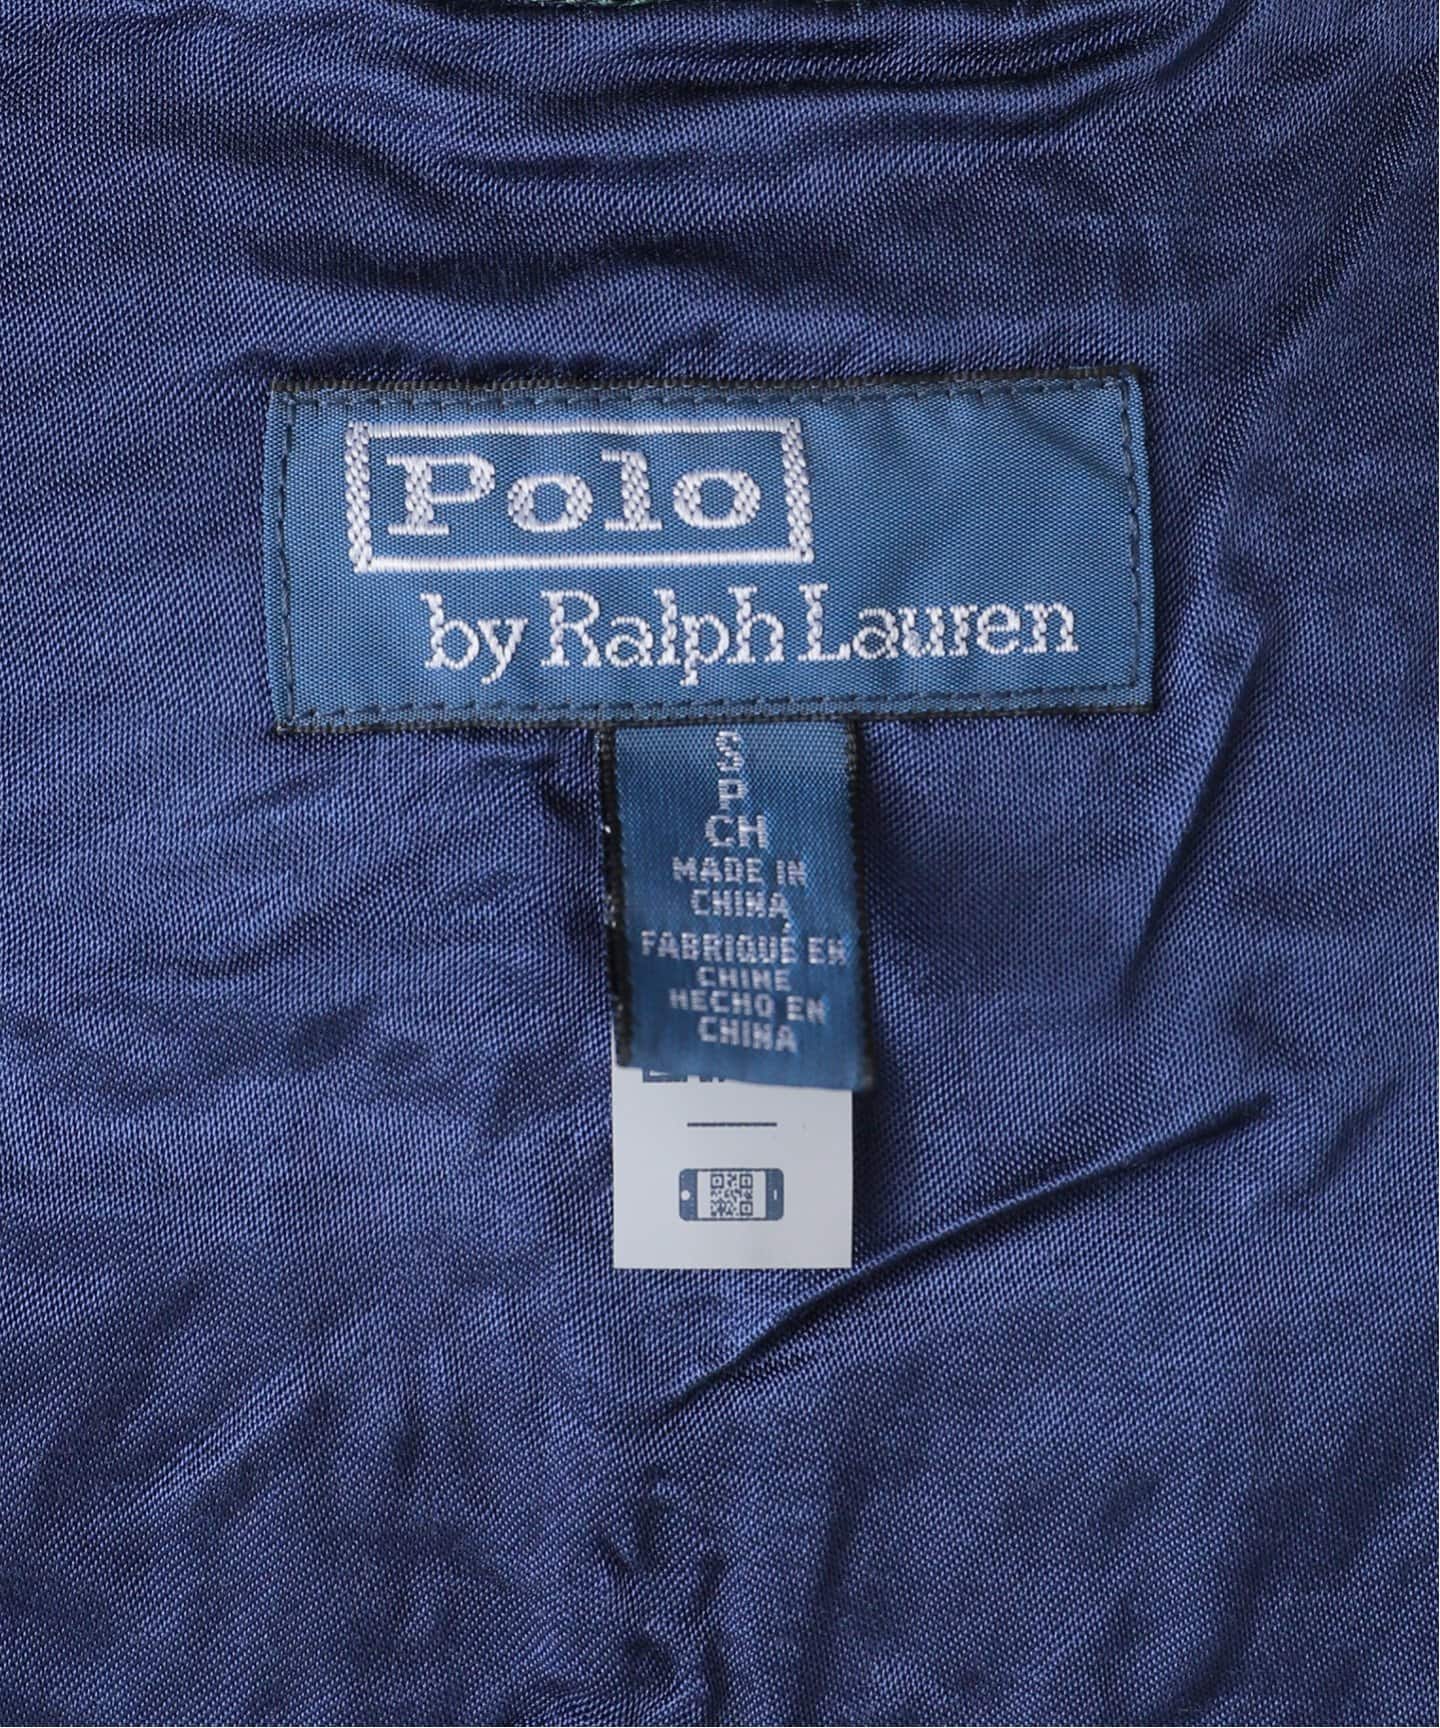 Polo
by Ralph Lauren
S P
CH
MADE IN
CHINA
FABRIQUÉ EN
CHINE
HECHO EN
CHINA